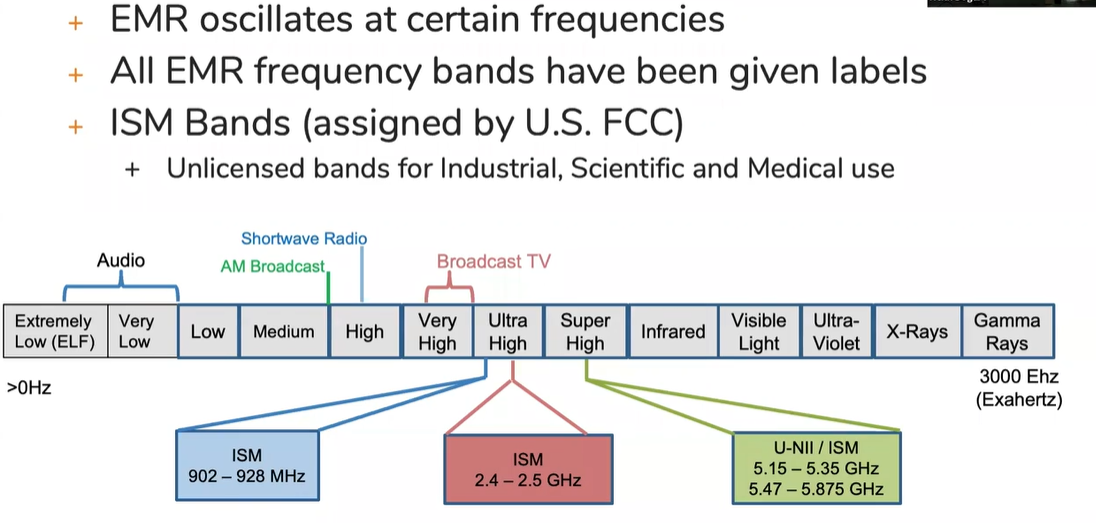 + EMR oscillates at certain frequencies
+ All EMR frequency bands have been given labels
+ ISM Bands (assigned by U.S. FCC)
+ Unlicensed bands for Industrial, Scientific and Medical use
Shortwave Radio
Audio
AM Broadcast
Broadcast TV
Extremely
Low (ELF)
Very
Low
Low
Medium
High
Very
High
Ultra
High
Super
High
Infrared
Visible
Light
Ultra-
Violet
X-Rays
Gamma
Rays
>0Hz
3000 Ehz
(Exahertz)
ISM
902 – 928 MHz
ISM
2.4 – 2.5 GHz
U-NII / ISM
5.15 – 5.35 GHz
5.47 – 5.875 GHz